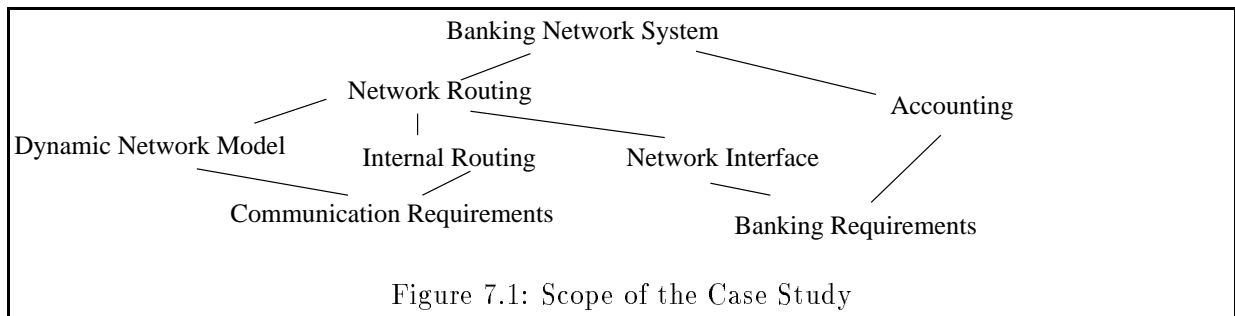 Banking Network System
Network Routing
Accounting
Dynamic Network Model
Internal Routing
Network Interface
Communication Requirements
Banking Requirements
Figure 7.1: Scope of the Case Study